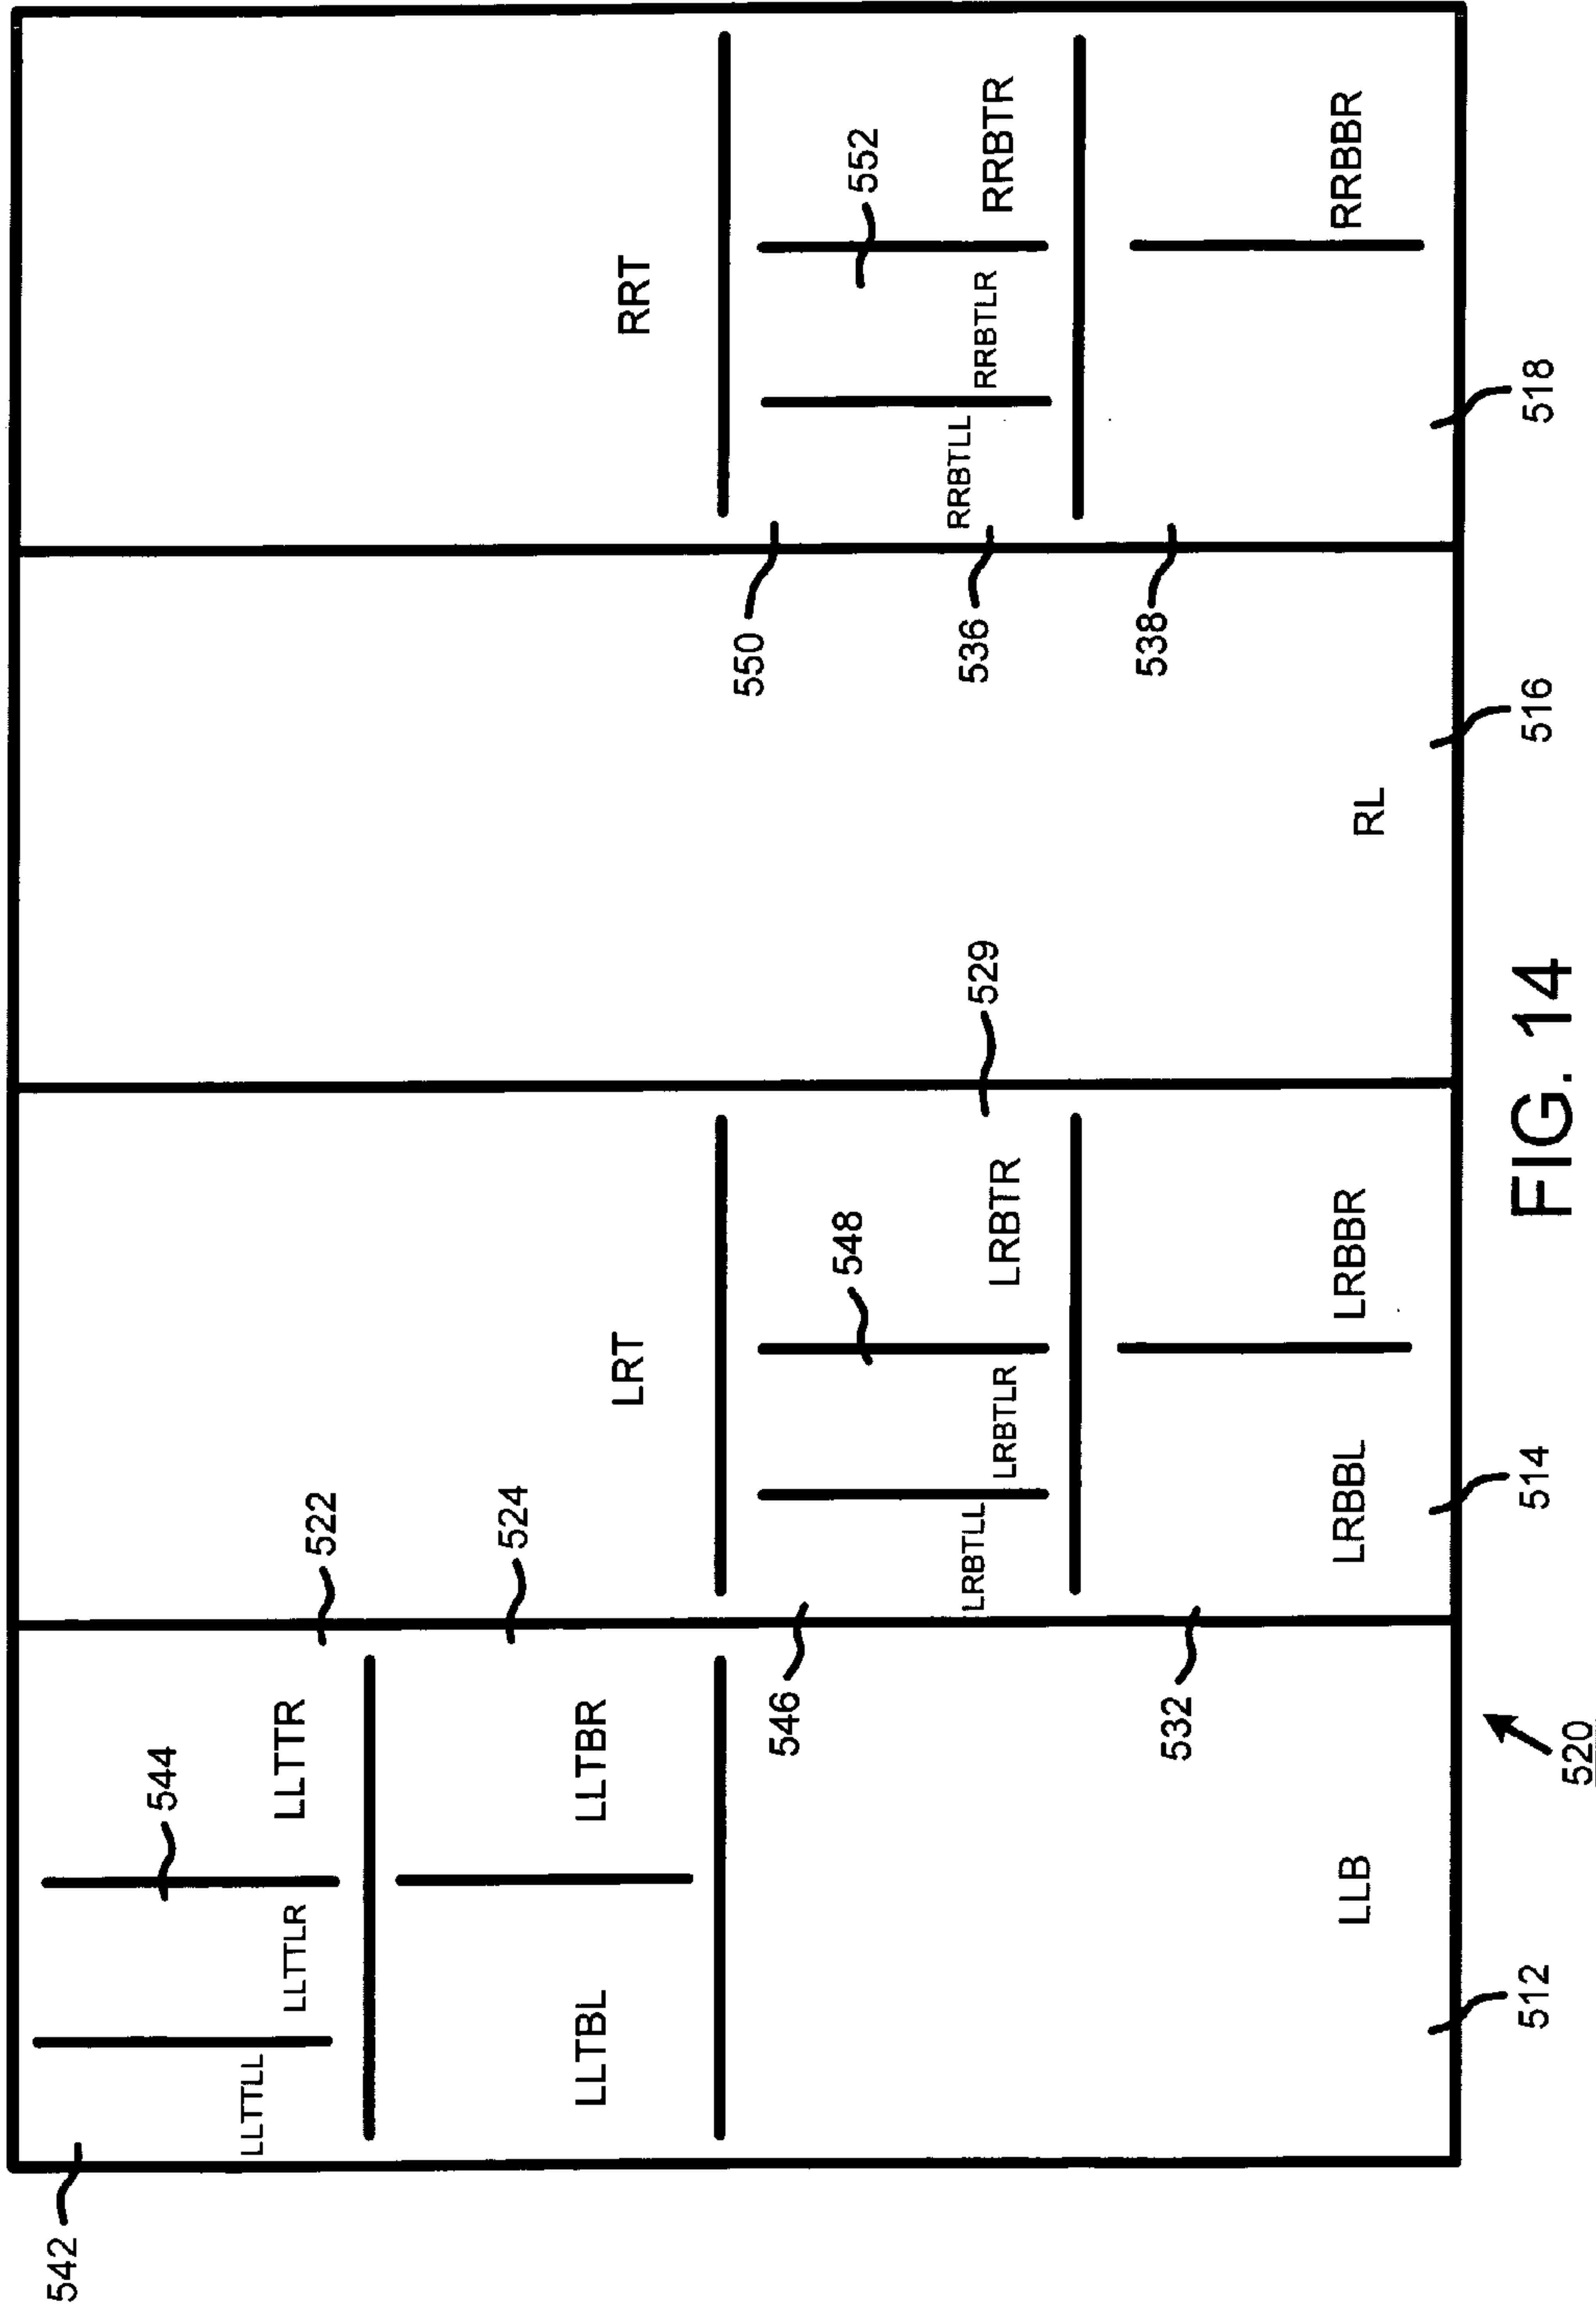 542
LLTTLL
LLTTLR
544
LLTTR
522
LLTBL
LLTBR
524
LLB
512
LRT
546
LRBTLL
LRBTLR
548
LRBTR
529
532
LRBBL
LRBBR
514
RL
516
RRT
550
RRBTLL
RRBTLR
552
RRBTR
536
538
RRBBR
518
520
FIG. 14